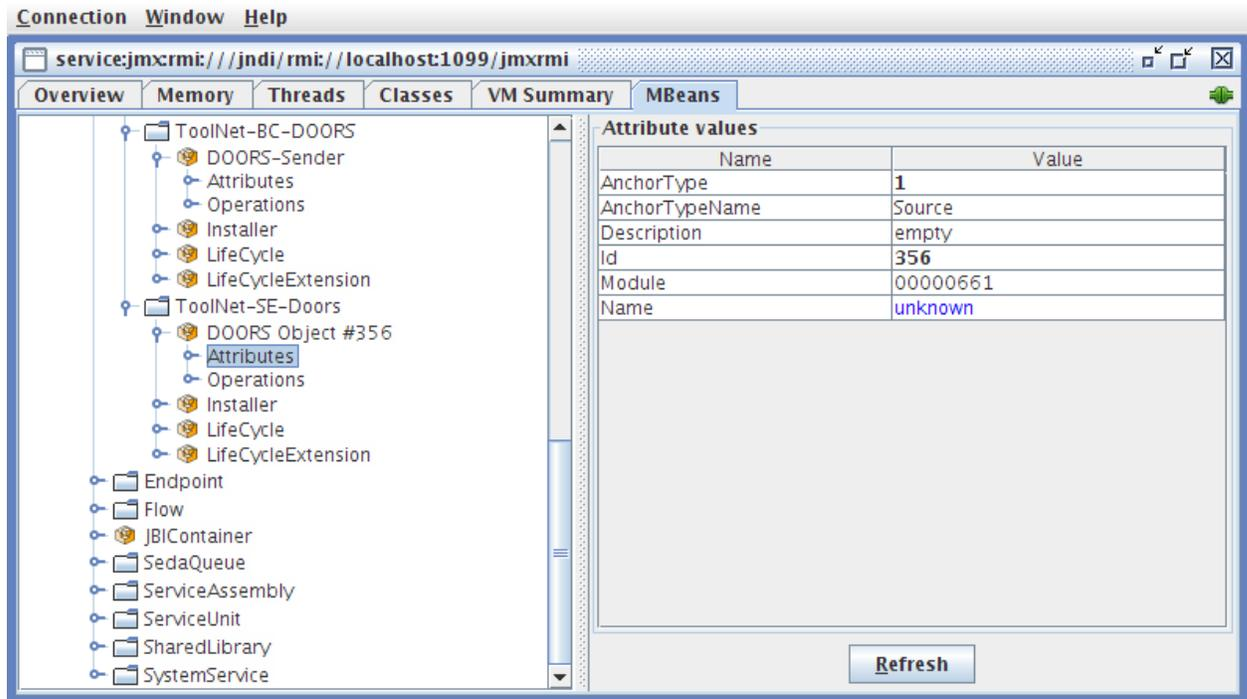 Connection Window Help
service:jmx:rmi:///jndi/rmi://localhost:1099/jmxrmi
Overview Memory Threads Classes VM Summary MBeans
ToolNet-BC-DOORS
DOORS-Sender
Attributes
Operations
Installer
LifeCycle
LifeCycleExtension
ToolNet-SE-Doors
DOORS Object #356
Attributes
Operations
Installer
LifeCycle
LifeCycleExtension
Endpoint
Flow
JBIContainer
SedaQueue
ServiceAssembly
ServiceUnit
SharedLibrary
SystemService
Attribute values
Name Value
AnchorType 1
AnchorTypeName Source
Description empty
Id 356
Module 00000661
Name unknown
Refresh